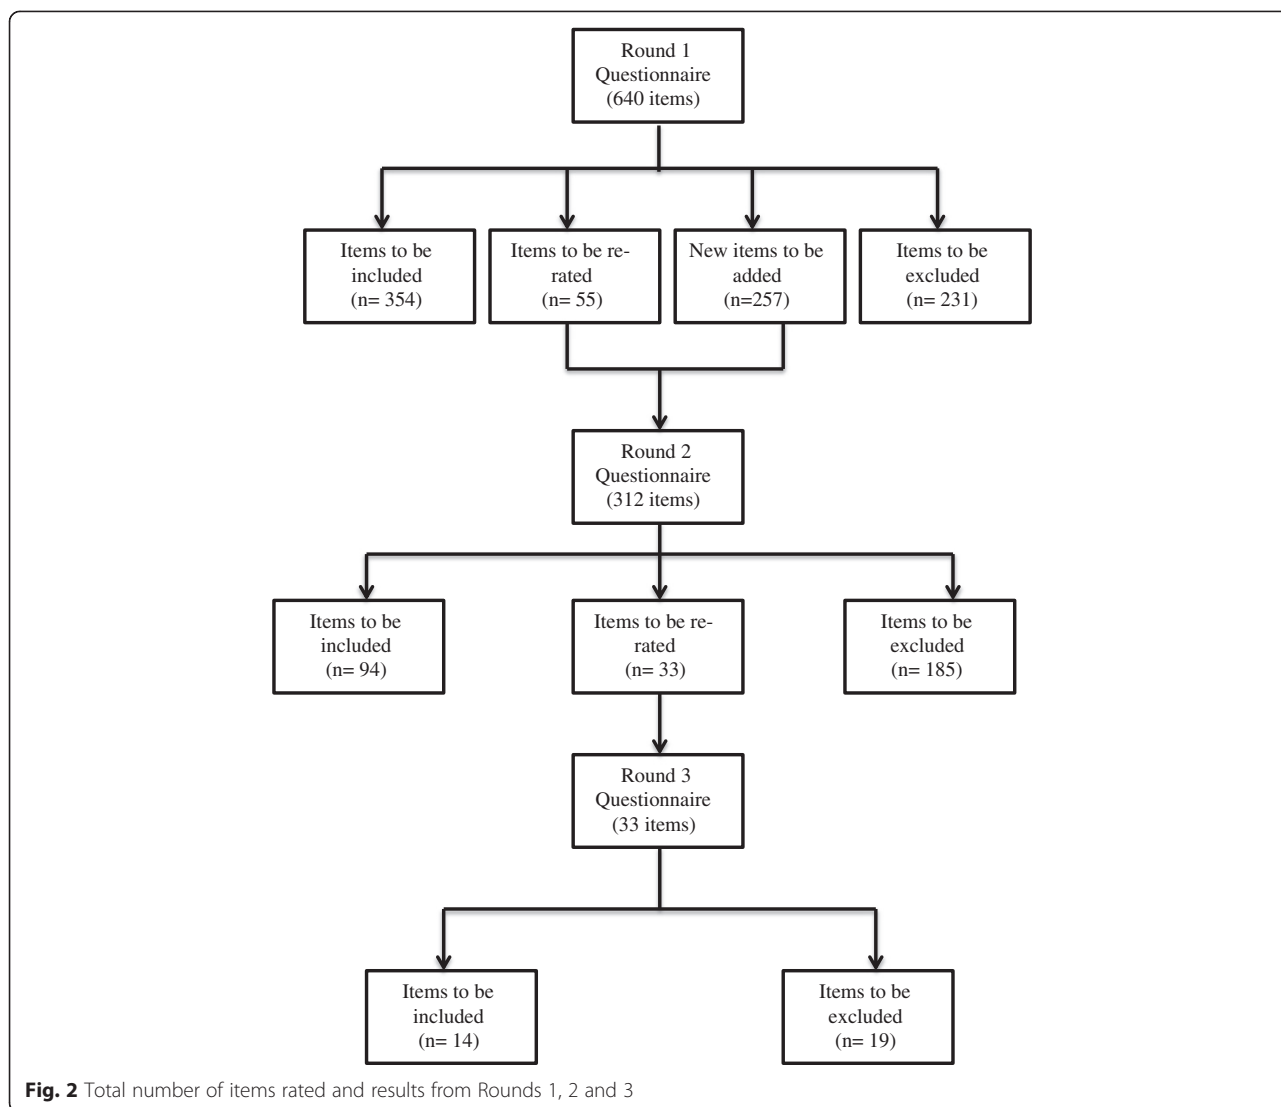 Round 1
Questionnaire
(640 items)
Items to be
included
(n= 354)
Items to be re-
rated
(n= 55)
New items to be
added
(n=257)
Items to be
excluded
(n= 231)
Round 2
Questionnaire
(312 items)
Items to be
included
(n= 94)
Items to be re-
rated
(n= 33)
Items to be
excluded
(n= 185)
Round 3
Questionnaire
(33 items)
Items to be
included
(n= 14)
Items to be
excluded
(n= 19)
Fig. 2 Total number of items rated and results from Rounds 1, 2 and 3